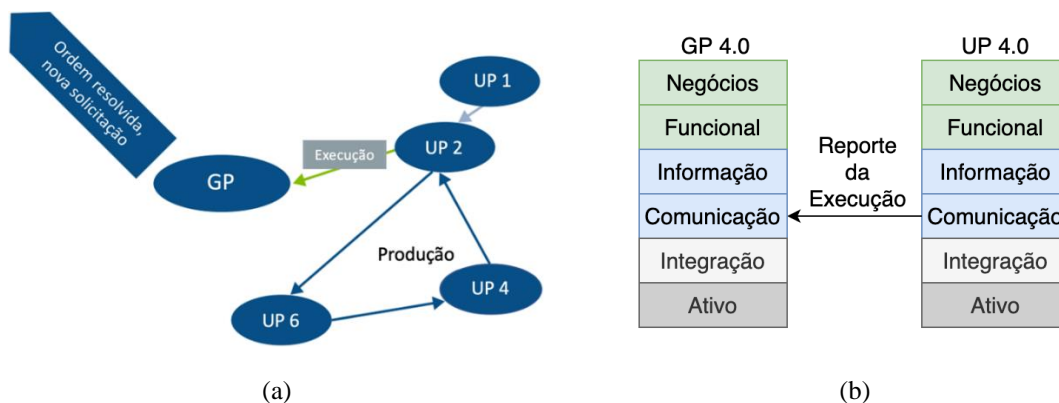 Ordem resolvida,
nova solicitação
UP 1
UP 2
Execução
GP
Produção
UP 4
UP 6
(a)
GP 4.0
Negócios
Funcional
Informação
Comunicação
Integração
Ativo
Reporte
da
Execução
UP 4.0
Negócios
Funcional
Informação
Comunicação
Integração
Ativo
(b)